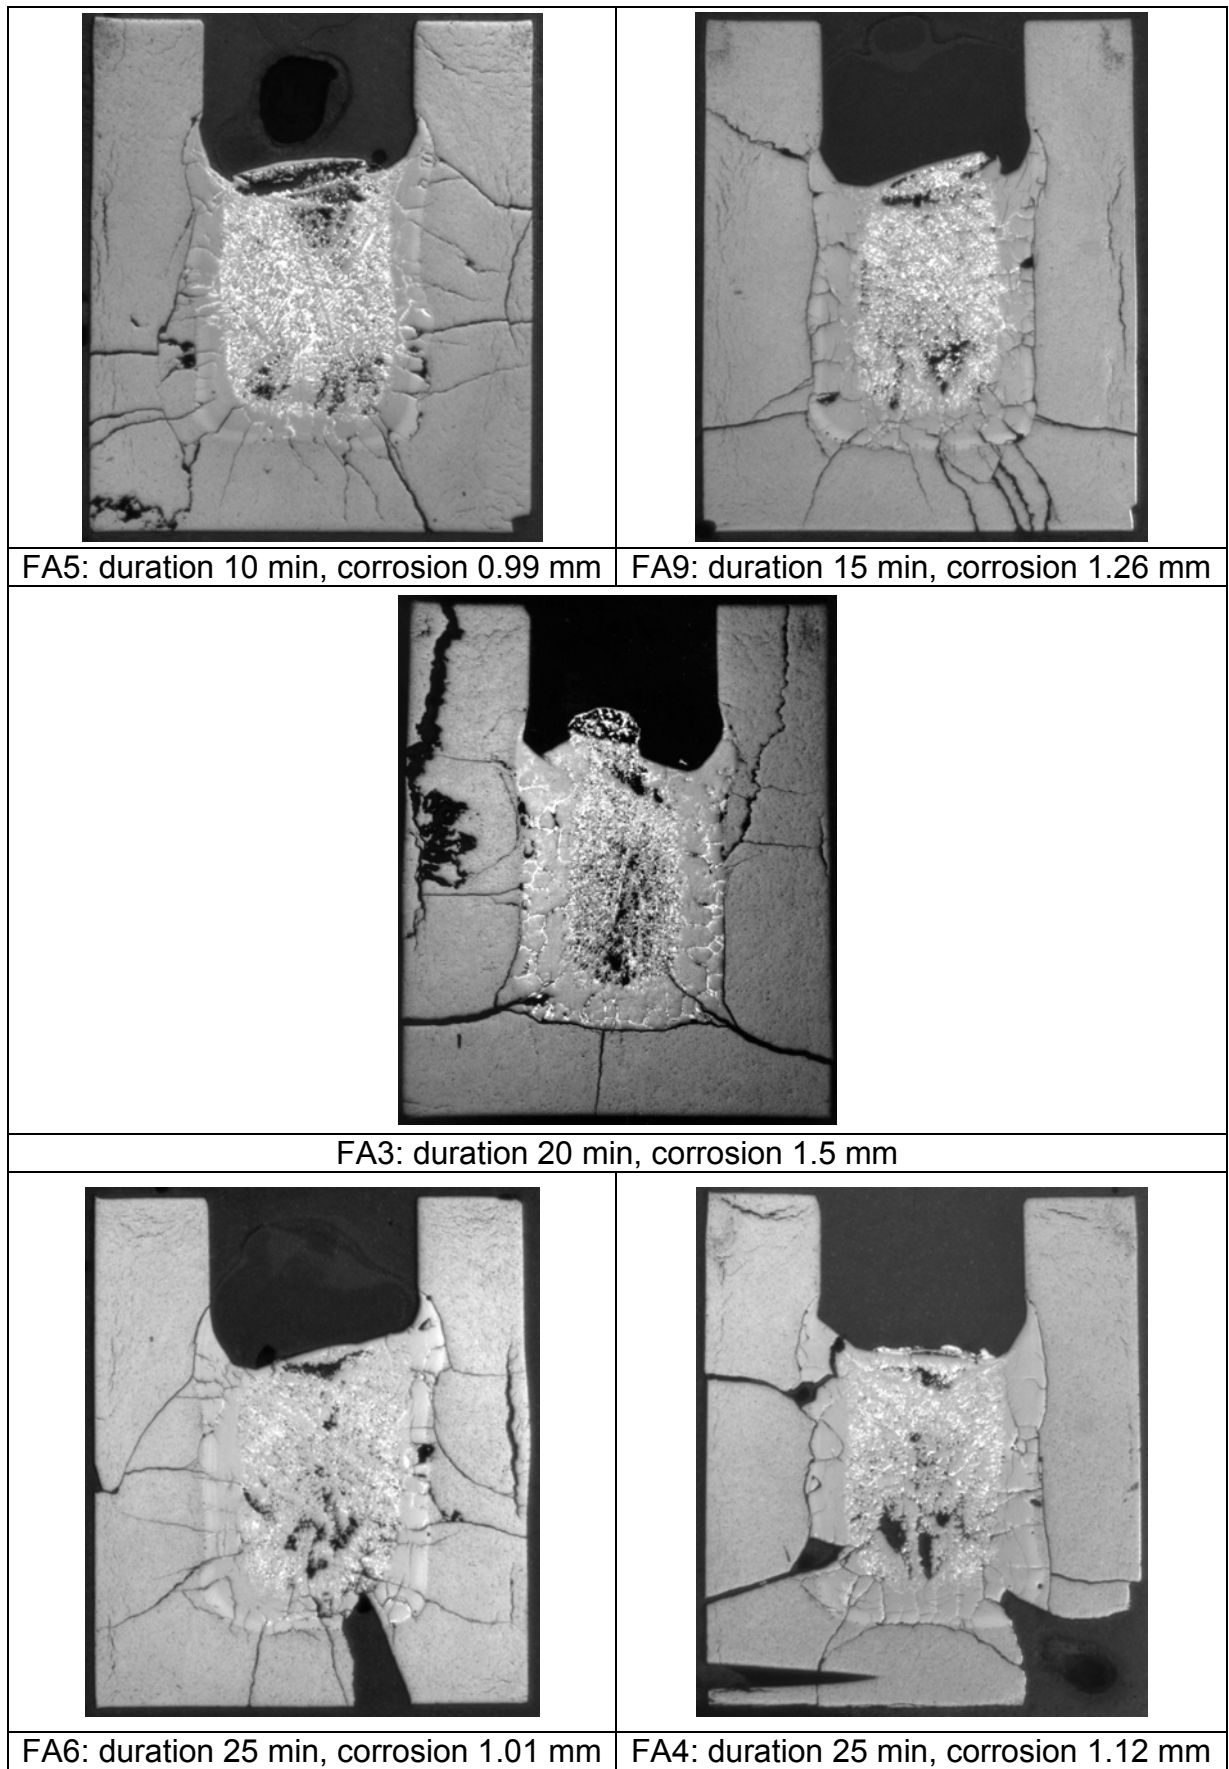 FA5: duration 10 min, corrosion 0.99 mm
FA9: duration 15 min, corrosion 1.26 mm
FA3: duration 20 min, corrosion 1.5 mm
FA6: duration 25 min, corrosion 1.01 mm
FA4: duration 25 min, corrosion 1.12 mm